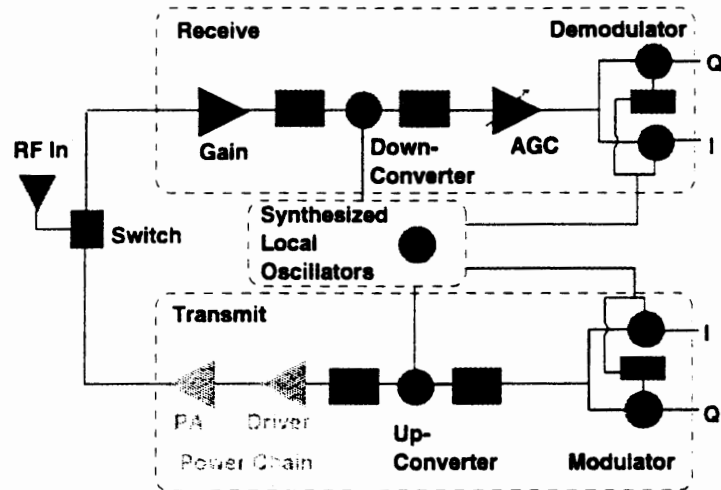 Receive
Demodulator
Q
Gain
Down-
Converter
AGC
I
RF In
Switch
Synthesized
Local
Oscillators
Transmit
I
PA
Driver
Power Chain
Up-
Converter
Modulator
Q